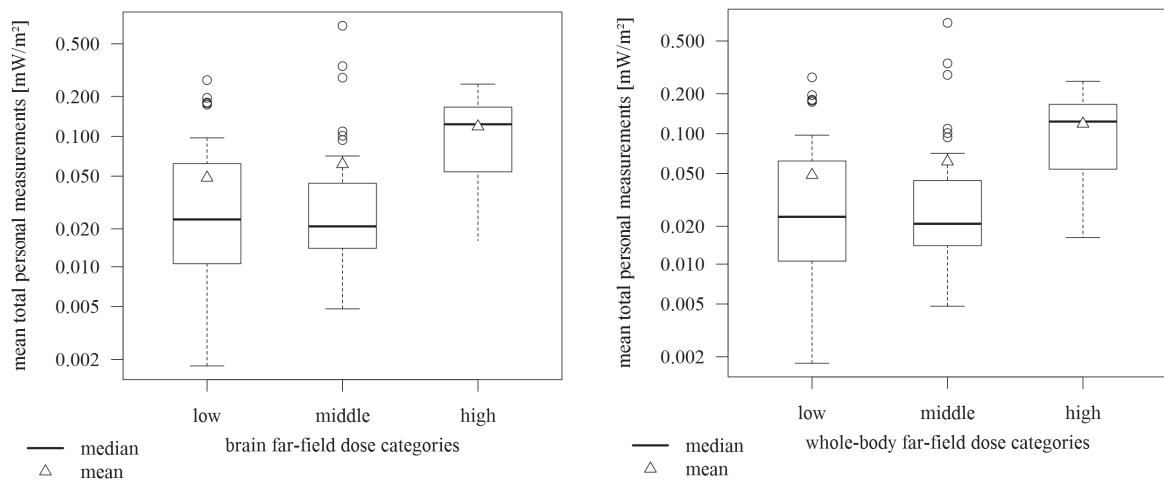 mean total personal measurements [mW/m²]
0.500
0.200
0.100
0.050
0.020
0.010
0.005
0.002
low middle high
brain far-field dose categories
median
mean
mean total personal measurements [mW/m²]
0.500
0.200
0.100
0.050
0.020
0.010
0.005
0.002
low middle high
whole-body far-field dose categories
median
mean